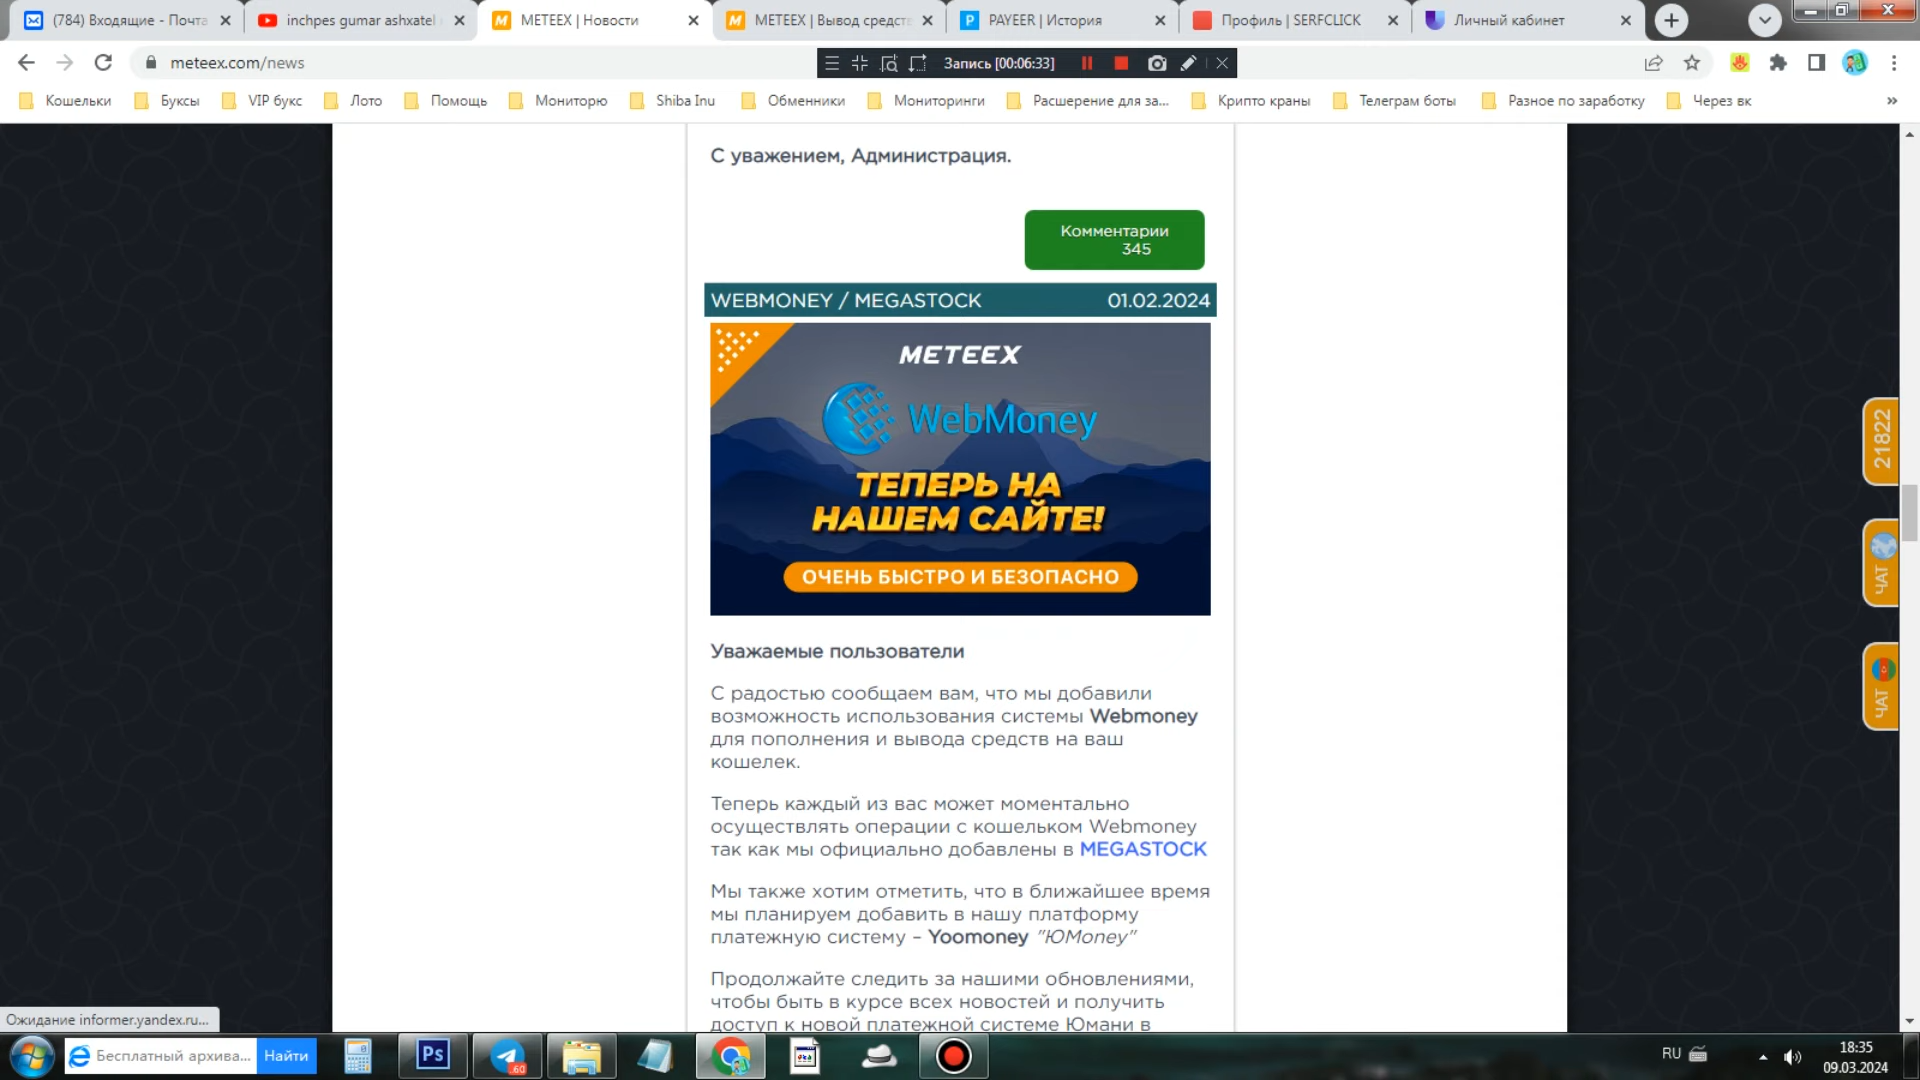 (784) Входящие - Почта
inchpes gumar ashxatel
METEEX | Новости
METEEX | Вывод средств
PAYEER | История
Профиль | SERFCLICK
Личный кабинет
meteex.com/news
Запись [00:06:33]
Кошельки
Буксы
VIP букс
Лото
Помощь
Мониторю
Shiba Inu
Обменники
Мониторинги
Расшерение для за...
Крипто краны
Телеграм боты
Разное по заработку
Через вк
»
С уважением, Администрация.
Комментарии
345
WEBMONEY / MEGASTOCK 01.02.2024
METEEX
WebMoney
ТЕПЕРЬ НА
НАШЕМ САЙТЕ!
ОЧЕНЬ БЫСТРО И БЕЗОПАСНО
Уважаемые пользователи
С радостью сообщаем вам, что мы добавили
возможность использования системы Webmoney
для пополнения и вывода средств на ваш
кошелек.
Теперь каждый из вас может моментально
осуществлять операции с кошельком Webmoney
так как мы официально добавлены в MEGASTOCK
Мы также хотим отметить, что в ближайшее время
мы планируем добавить в нашу платформу
платежную систему – Yoomoney "ЮMoney"
Продолжайте следить за нашими обновлениями,
чтобы быть в курсе всех новостей и получить
доступ к новой платежной системе Юмани в
21822
ЧАТ
ЧАТ
Ожидание informer.yandex.ru...
Бесплатный архива...
Найти
Ps
60
RU
18:35
09.03.2024